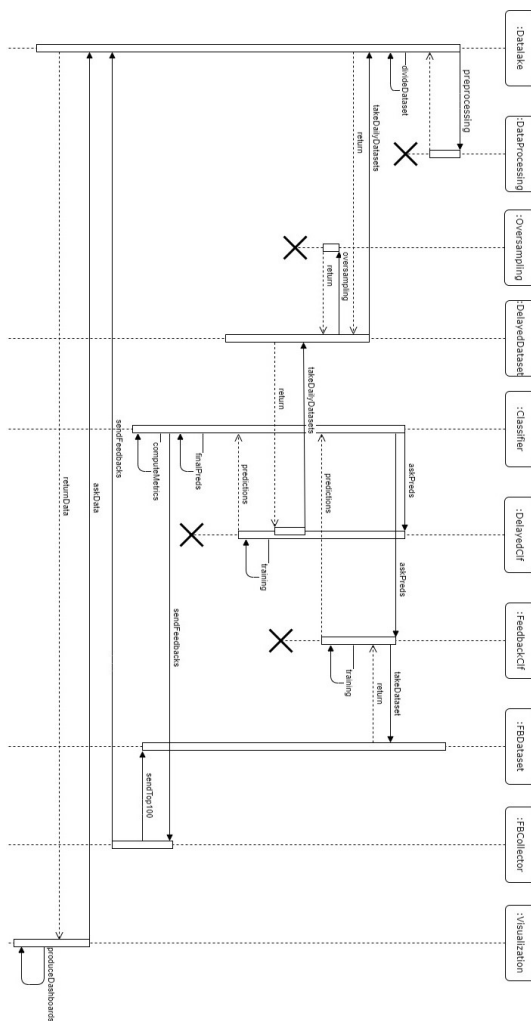 :Datalake
:DataProcessing
:Oversampling
:DelayedDataset
:Classifier
:DelayedClf
:FeedbackClf
:FBDataset
:FBCollector
:Visualization
preprocessing
askPreds
divideDataset
askPreds
takeDataset
return
takeDailyDatasets
return
training
oversampling
return
predictions
takeDailyDatasets
return
training
predictions
finalPreds
sendFeedbacks
computeMetrics
sendTop100
sendFeedbacks
askData
returnData
produceDashboards